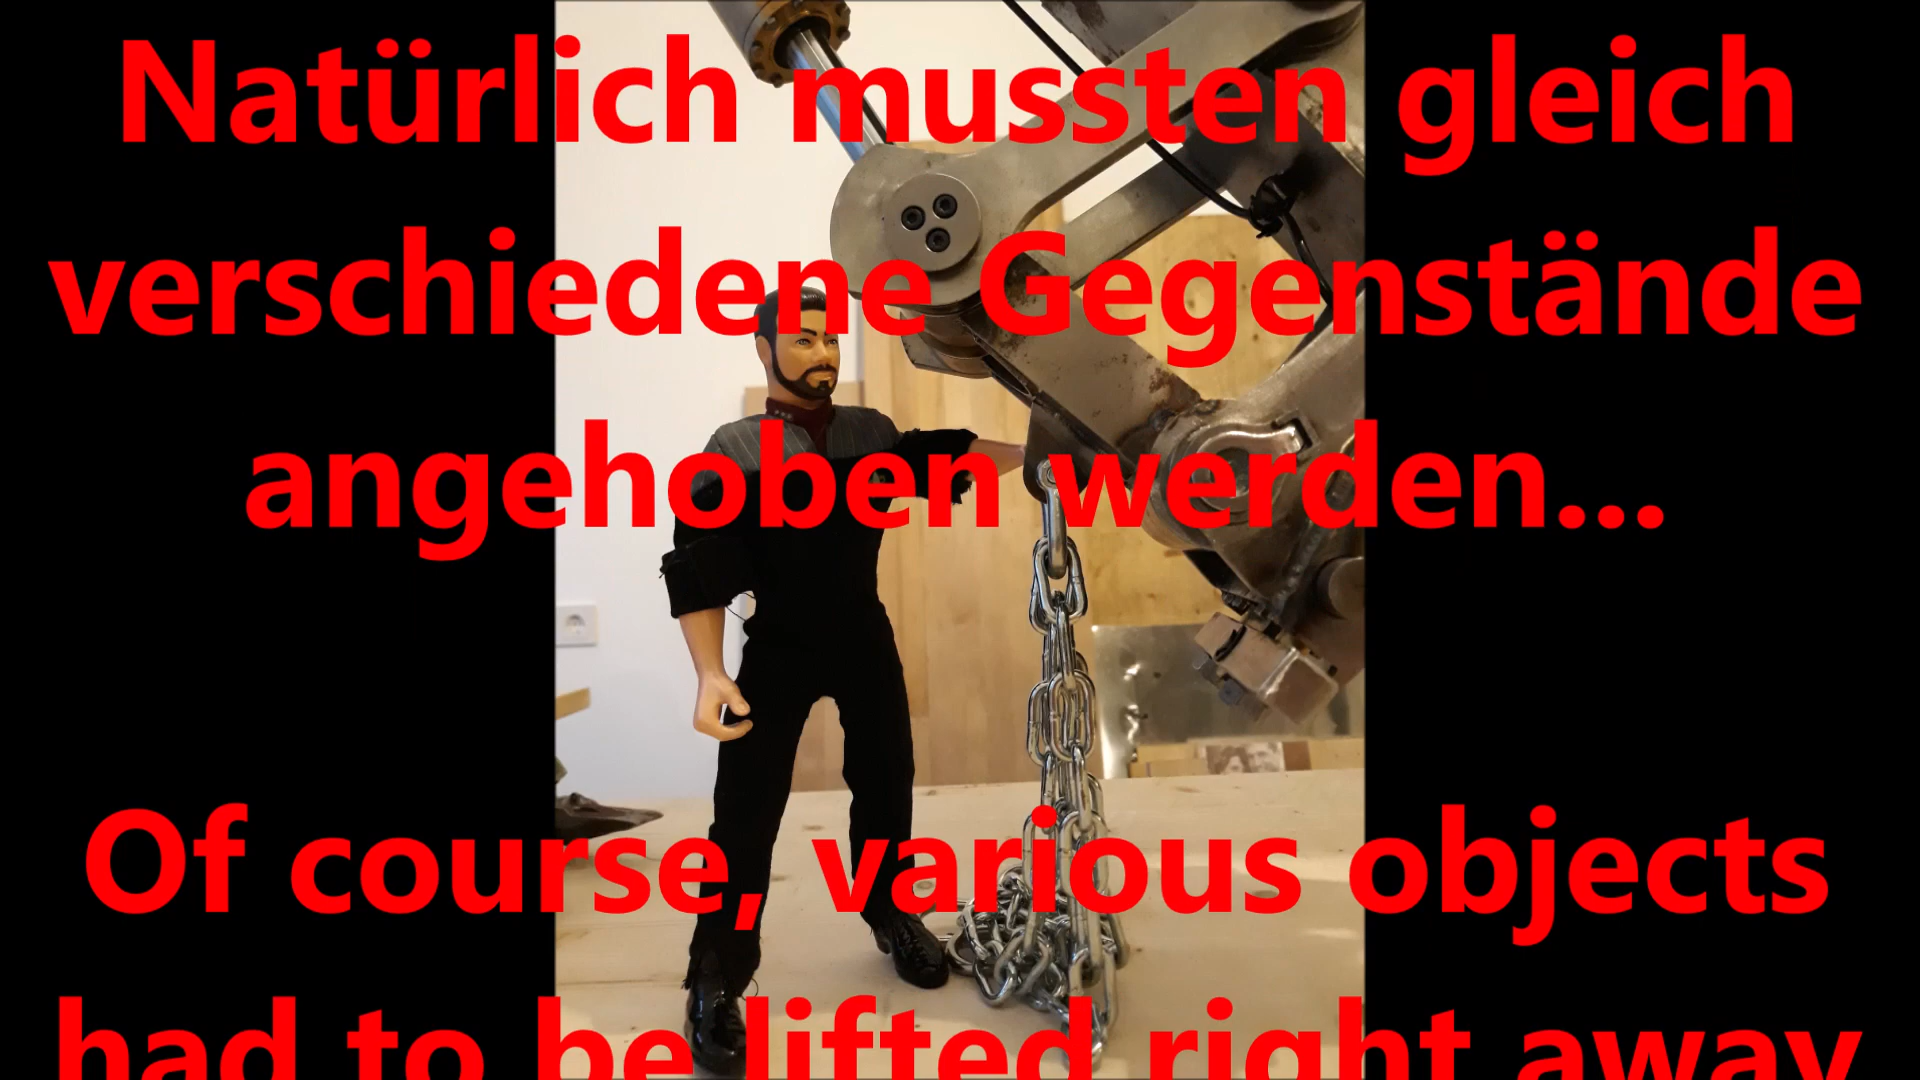 Natürlich mussten gleich
verschiedene Gegenstände
angehoben werden...
Of course, various objects
had to be lifted right away